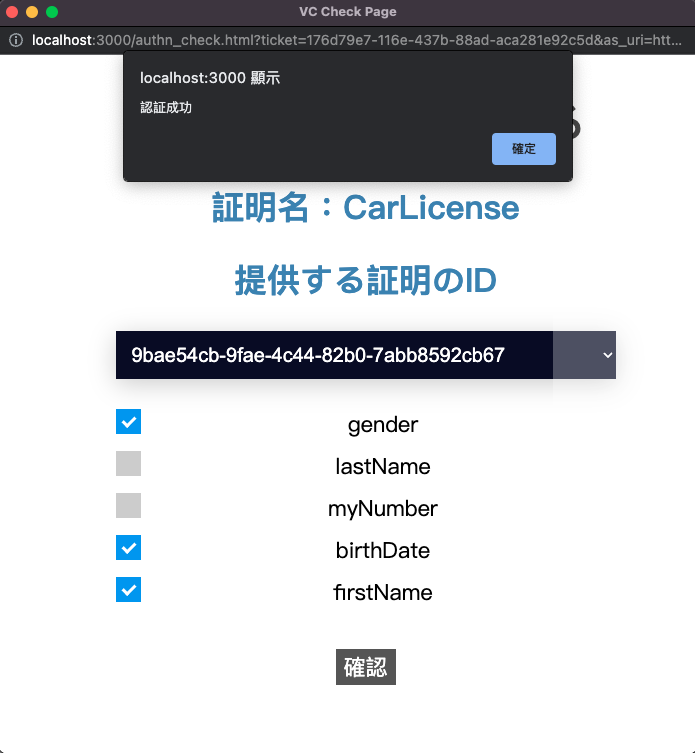 VC Check Page
localhost:3000/authn_check.html?ticket=176d79e7-116e-437b-88ad-aca281e92c5d&as_uri=htt...
localhost:3000 顯示
認証成功
確定
る
証明名：CarLicense
提供する証明のID
9bae54cb-9fae-4c44-82b0-7abb8592cb67
gender
lastName
myNumber
birthDate
firstName
確認